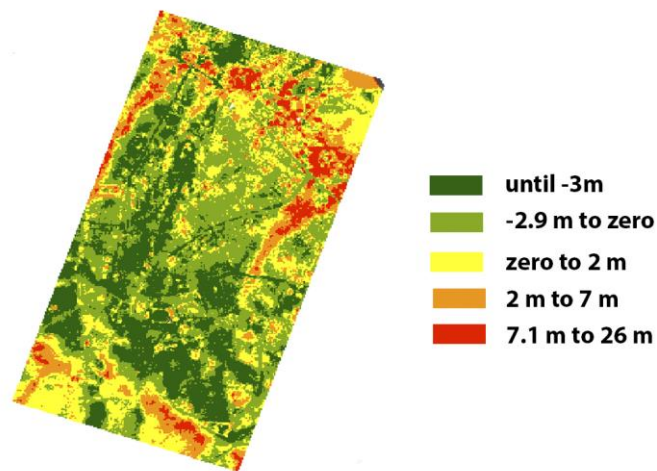 until -3m
-2.9 m to zero
zero to 2 m
2 m to 7 m
7.1 m to 26 m